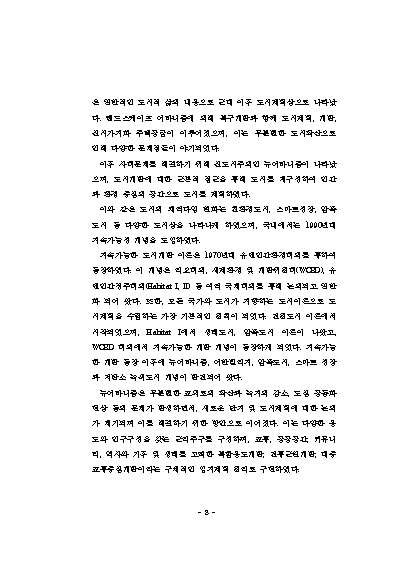 은 일반적인 도시적 삶의 내용으로 근대 이후 도시계획상으로 나타났
다. 랜드스케이프 어바니즘에 의해 복구개발과 함께 도시계획, 개발,
신시가지화 주택공급이 이루어졌으며, 이는 무분별한 도시확산으로
인해 다양한 문제점들이 야기되었다.
이후 사회문제를 해결하기 위해 신도시주의인 뉴어바니즘이 나타났
으며, 도시개발에 대한 근본적 접근을 통해 도시를 재구성하여 인간
과 환경 중심의 공간으로 도시를 계획하였다.
이와 같은 도시의 패러다임 변화는 친환경도시, 스마트성장, 압축
도시 등 다양한 도시상을 나타나게 하였으며, 국내에서는 1990년대
지속가능성 개념을 도입하였다.
지속가능한 도시개발 이론은 1970년대 유엔인간환경회의를 통하여
등장하였다. 이 개념은 리오회의, 세계환경 및 개발위원회(WCED), 유
엔인간정주회의(Habitat I, II) 등 여러 국제회의를 통해 논의되고 일반
화 되어 왔다. 또한, 모든 국가와 도시가 지향하는 도시이론으로 도
시계획을 수립하는 가장 기본적인 원칙이 되었다. 전원도시 이론에서
시작되었으며, Habitat I에서 생태도시, 압축도시 이론이 나왔고,
WCED 회의에서 지속가능한 개발 개념이 등장하게 되었다. 지속가능
한 개발 등장 이후에 뉴어바니즘, 어반빌리지, 압축도시, 스마트 성장
과 저탄소 녹색도시 개념이 발전되어 왔다.
뉴어바니즘은 무분별한 교외로의 확산과 녹지의 감소, 도심 공동화
현상 등의 문제가 발생하면서, 새로운 단지 및 도시계획에 대한 논의
가 제기되며 이를 해결하기 위한 방안으로 이어졌다. 이는 다양한 용
도와 인구구성을 갖는 근린주구를 구성하며, 교통, 공공공간, 커뮤니
티, 역사와 기후 및 생태를 고려한 복합용도개발, 전통근린개발, 대중
교통중심개발이라는 구체적인 입지계획 원리로 구현하였다.
- 8 -